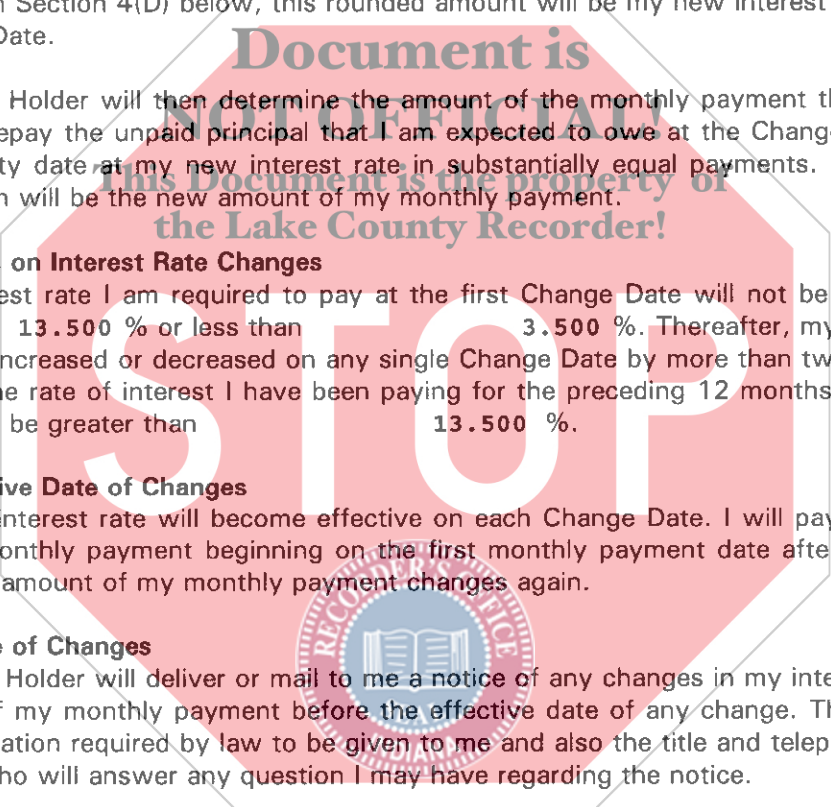 Section 4(D) below, this rounded amount will be my new interest
Date.
Document is
Holder will then determine the amount of the monthly payment
NOT OFFICIAL!
epay the unpaid principal that I am expected to owe at the Change
ty date at my new interest rate in substantially equal payments.
This Document is the property of
n will be the new amount of my monthly payment.
the Lake County Recorder!
on Interest Rate Changes
est rate I am required to pay at the first Change Date will not be
13.500 % or less than 3.500 %. Thereafter, my
ncreased or decreased on any single Change Date by more than tw
e rate of interest I have been paying for the preceding 12 months
be greater than 13.500 %.
STOP
ive Date of Changes
nterest rate will become effective on each Change Date. I will pay
onthly payment beginning on the first monthly payment date after
amount of my monthly payment changes again.
RECORDER'S OFFICE
e of Changes
Holder will deliver or mail to me a notice of any changes in my inte
f my monthly payment before the effective date of any change. Th
ation required by law to be given to me and also the title and telep
INDIANA
ho will answer any question I may have regarding the notice.